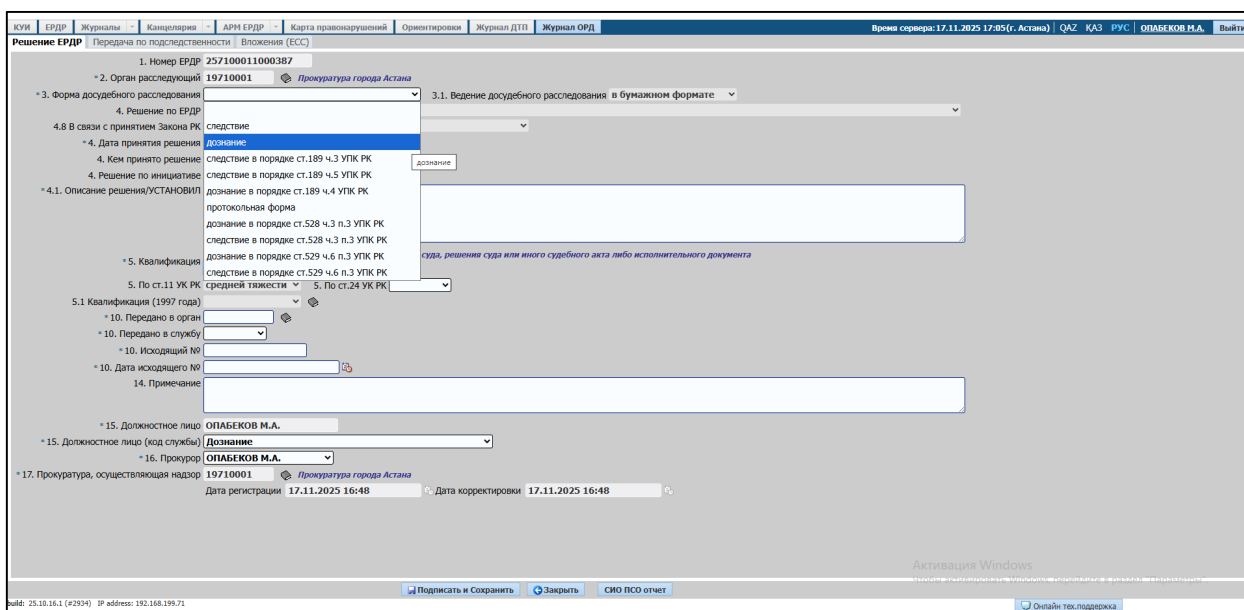 КУИ ЕРДР Журналы Канцелярия АРМ ЕРДР Карта правонарушений Ориентировки Журнал ДТП Журнал ОРД Время сервера:17.11.2025 17:05(г. Астана) QAZ ҚАЗ РУС ОПАБЕКОВ М.А. Выйти
Решение ЕРДР Передача по подследственности Вложения (ЕСС)
1. Номер ЕРДР 257100011000387
* 2. Орган расследующий 19710001 Прокуратура города Астана
* 3. Форма досудебного расследования 3.1. Ведение досудебного расследования в бумажном формате
4. Решение по ЕРДР
4.8 В связи с принятием Закона РК следствие
* 4. Дата принятия решения дознание
4. Кем принято решение следствие в порядке ст.189 ч.3 УПК РК дознание
4. Решение по инициативе следствие в порядке ст.189 ч.5 УПК РК
* 4.1. Описание решения/УСТАНОВИЛ дознание в порядке ст.189 ч.4 УПК РК
протокольная форма
дознание в порядке ст.528 ч.3 п.3 УПК РК
следствие в порядке ст.528 ч.3 п.3 УПК РК
дознание в порядке ст.529 ч.6 п.3 УПК РК суда, решения суда или иного судебного акта либо исполнительного документа
* 5. Квалификация
следствие в порядке ст.529 ч.6 п.3 УПК РК
5. По ст.11 УК РК средней тяжести 5. По ст.24 УК РК
5.1 Квалификация (1997 года)
* 10. Передано в орган
* 10. Передано в службу
* 10. Исходящий №
* 10. Дата исходящего №
14. Примечание
* 15. Должностное лицо ОПАБЕКОВ М.А.
* 15. Должностное лицо (код службы) Дознание
* 16. Прокурор ОПАБЕКОВ М.А.
* 17. Прокуратура, осуществляющая надзор 19710001 Прокуратура города Астана
Дата регистрации 17.11.2025 16:48 Дата корректировки 17.11.2025 16:48
Активация Windows
Чтобы активировать Windows, перейдите в раздел "Параметры".
Подписать и Сохранить Закрыть СИО ПСО отчет
build: 25.10.16.1 (#2934) IP address: 192.168.199.71
Онлайн тех.поддержка